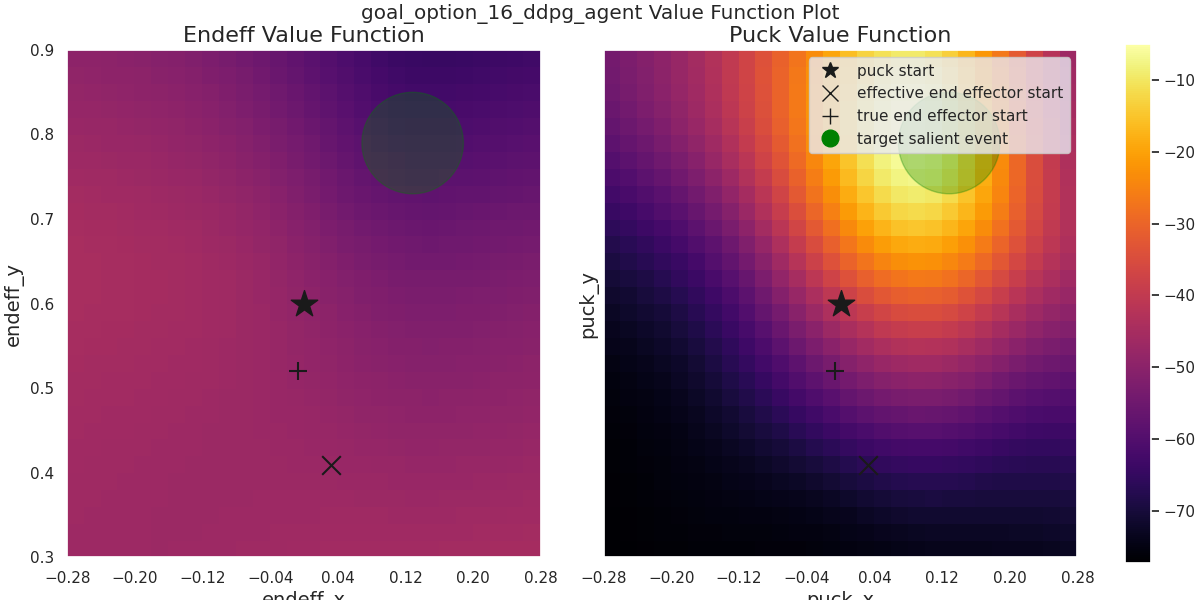 goal_option_16_ddpg_agent Value Function Plot
Endeff Value Function
Puck Value Function
0.9
0.8
0.7
0.6
0.5
0.4
0.3
endeff_y
−0.28 −0.20 −0.12 −0.04 0.04 0.12 0.20 0.28
endeff_x
puck start
effective end effector start
true end effector start
target salient event
puck_y
−0.28 −0.20 −0.12 −0.04 0.04 0.12 0.20 0.28
puck_x
−10
−20
−30
−40
−50
−60
−70